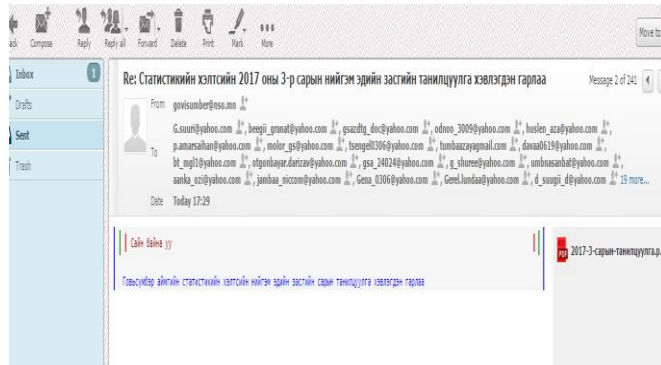 Compose
Reply
Reply all
Forward
Delete
Print
Mark
More
Move to
Inbox
1
Drafts
Sent
Trash
Re: Статистикийн хэлтсийн 2017 оны 3-р сарын нийгэм эдийн засгийн танилцуулга хэвлэгдэн гарлаа
Message 2 of 241
From govisumber@nso.mn
To
G.suuri@yahoo.com , beegii_granat@yahoo.com , gsazdtg_doc@yahoo.com , odnoo_3009@yahoo.com , huslen_aza@yahoo.com ,
p.amarsaihan@yahoo.com , molor_gs@yahoo.com , tsengel0306@yahoo.com , tumbaazayagmail.com , davaa0619@yahoo.com ,
bt_mgl1@yahoo.com , otgonbayar.darizav@yahoo.com , gsa_24024@yahoo.com , g_shuree@yahoo.com , umbnasanbat@yahoo.com ,
aanka_ozi@yahoo.com , jambaa_niccom@yahoo.com , Gena_0306@yahoo.com , Gerel.lundaa@yahoo.com , d_suugii_d@yahoo.com 19 more...
Date Today 17:29
Сайн байна уу
Говьсүмбэр аймгийн статистикийн хэлтсийн нийгэм эдийн засгийн сарын танилцуулга хэвлэгдэн гарлаа
2017-3-сарын-танилцуулга.p